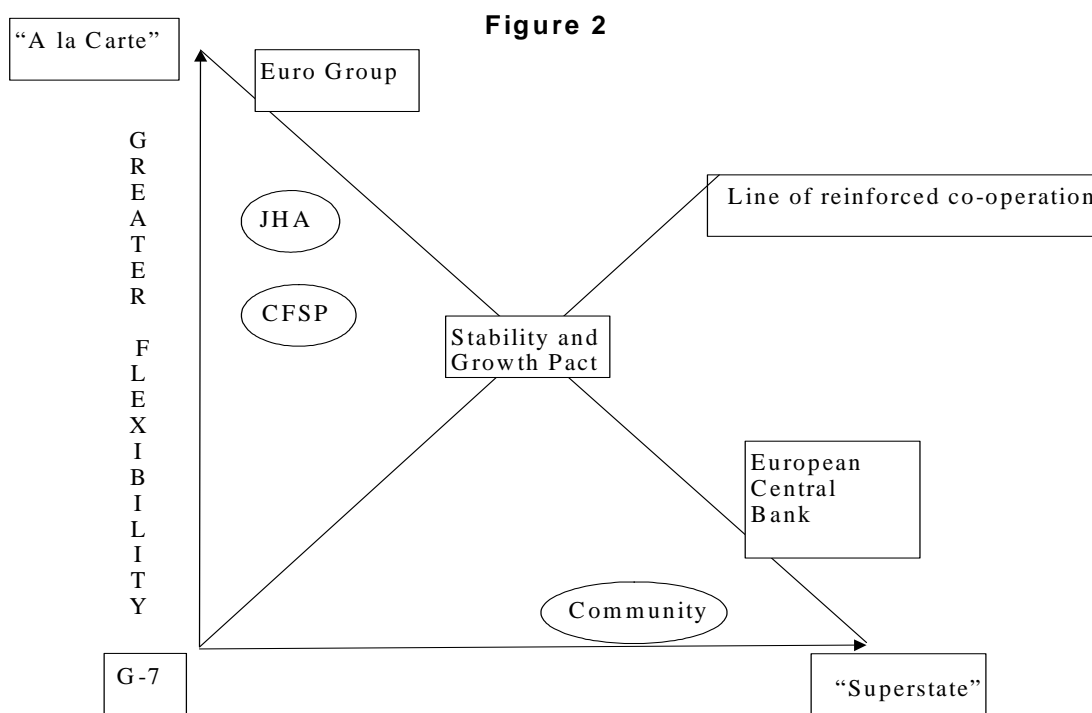 Figure 2
“A la Carte”
Euro Group
GREATER FLEXIBILITY
JHA
Line of reinforced co-operation
CFSP
Stability and
Growth Pact
European
Central
Bank
Community
G-7
“Superstate”